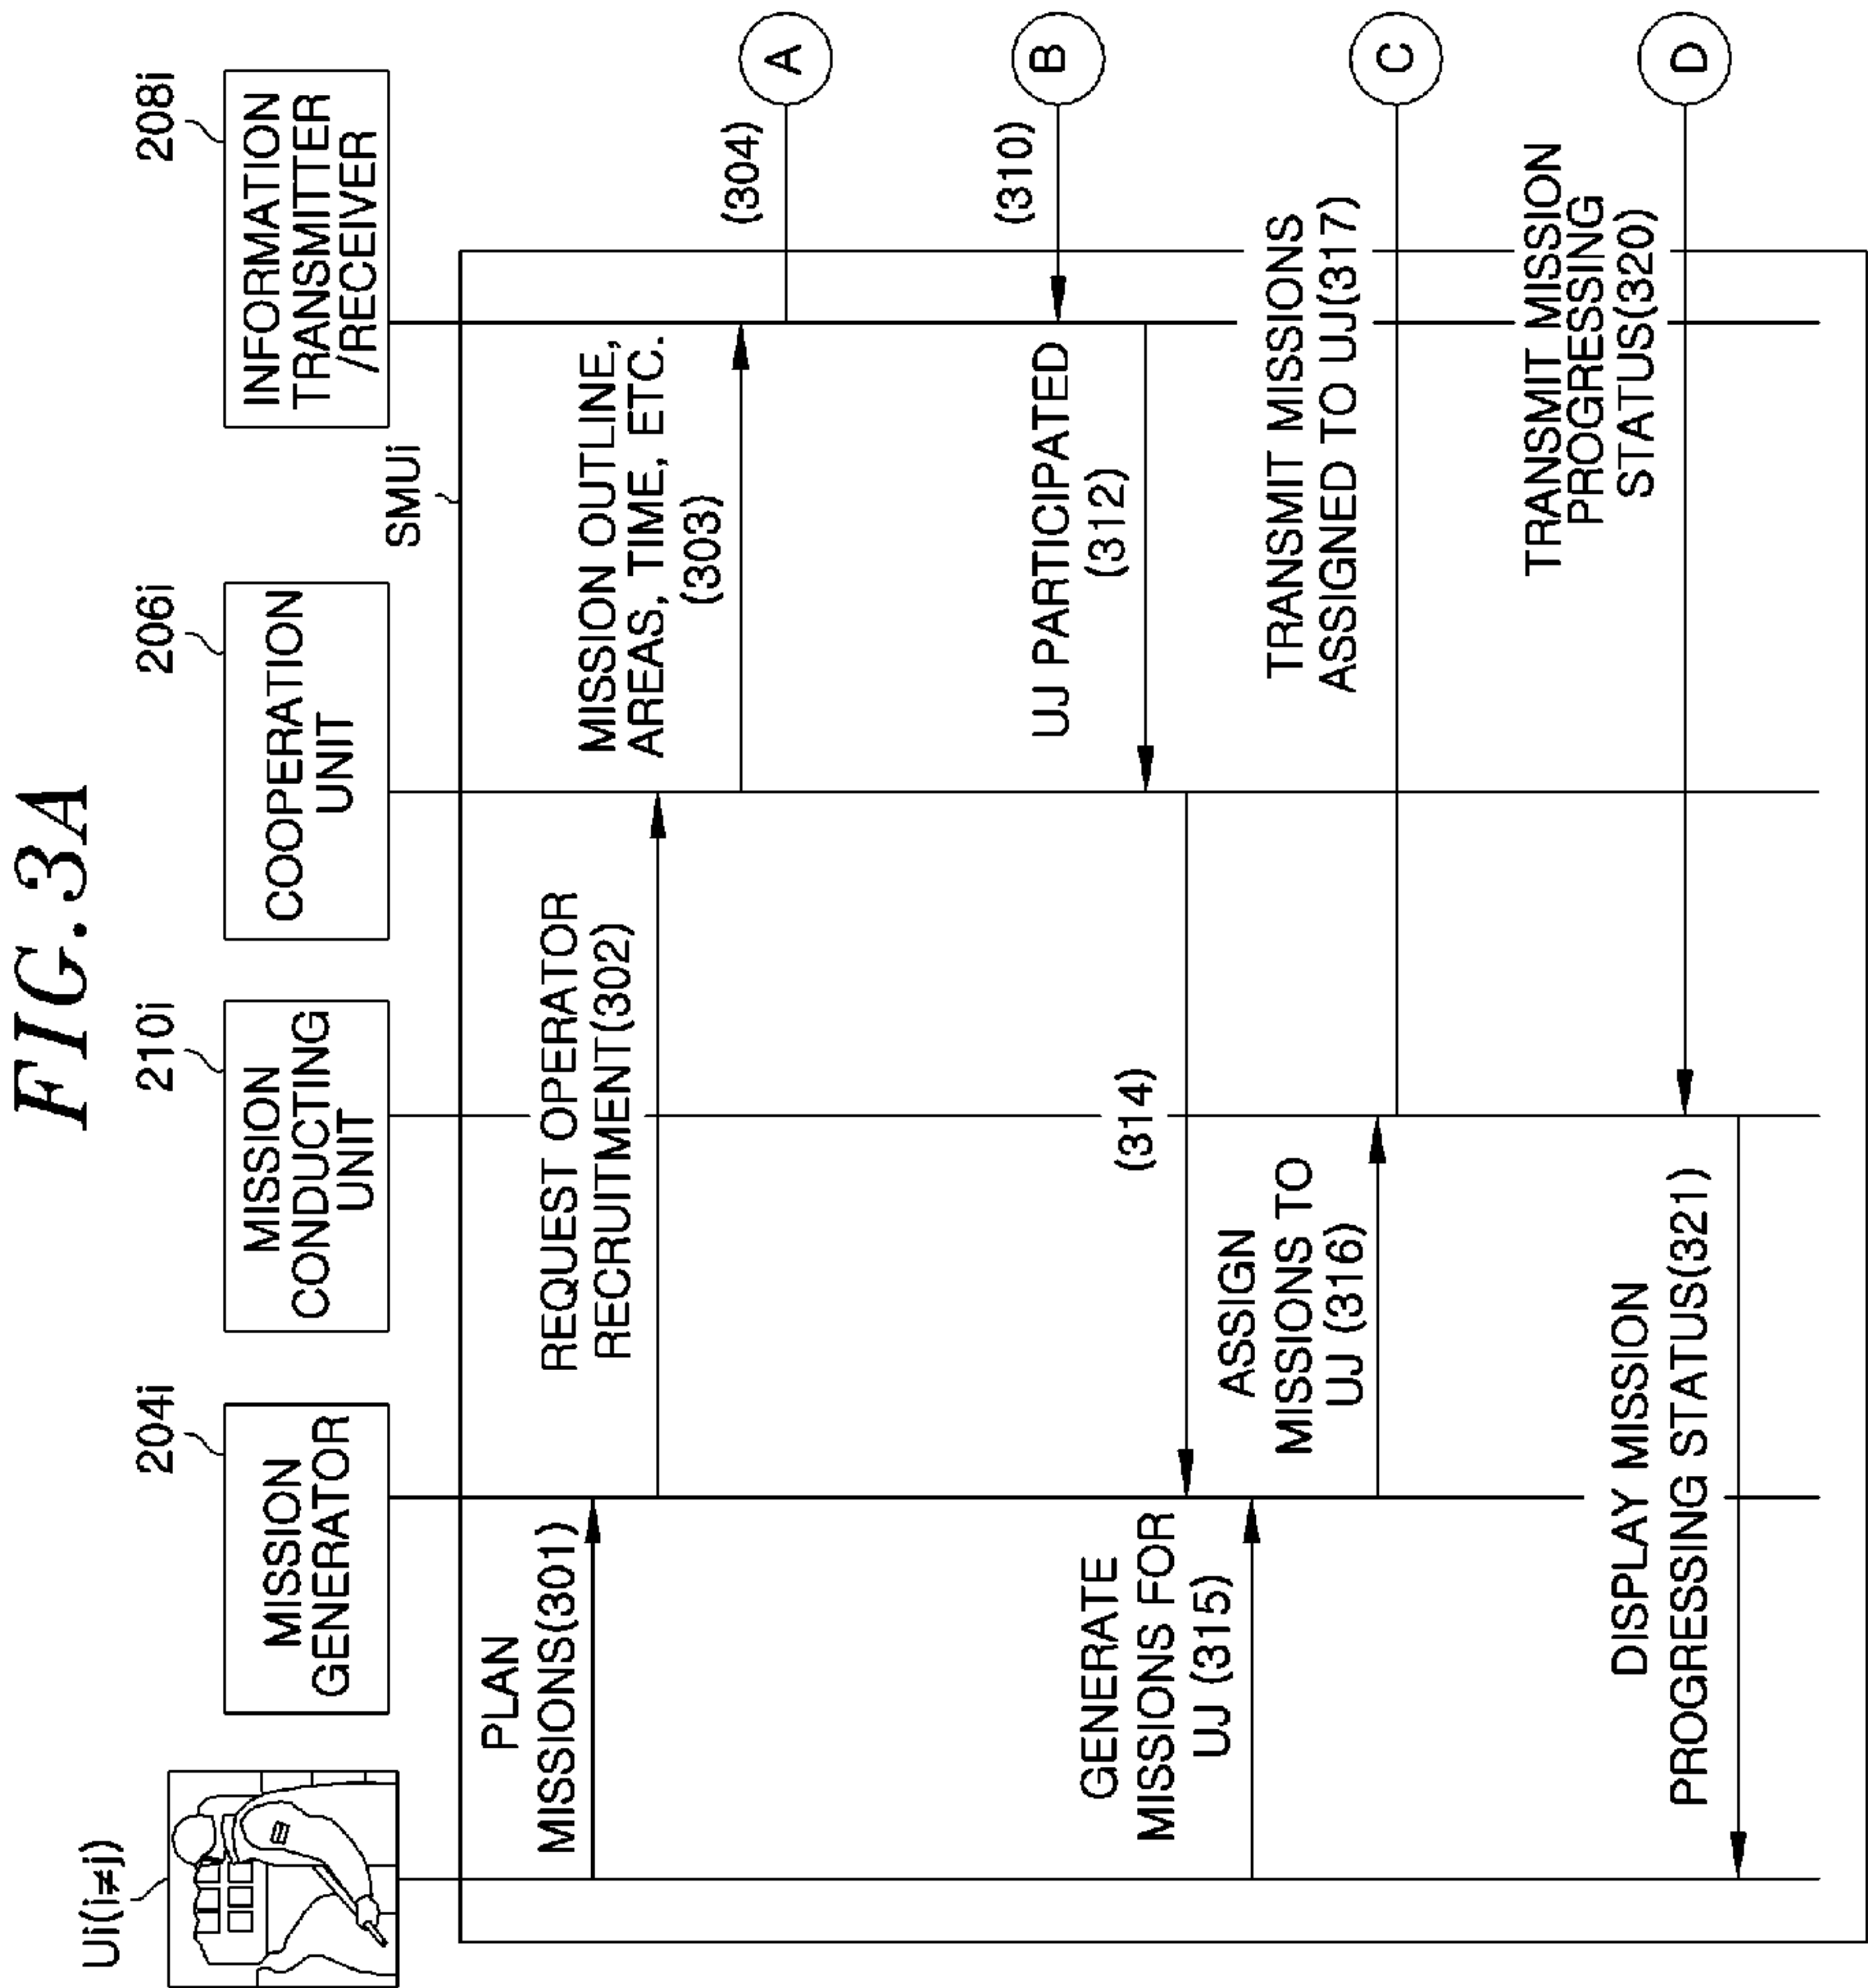 FIG.3A
Ui(i≠j)
204i
210i
206i
208i
MISSION
GENERATOR
MISSION
CONDUCTING
UNIT
COOPERATION
UNIT
INFORMATION
TRANSMITTER
/RECEIVER
SMUi
PLAN
MISSIONS(301)
REQUEST OPERATOR
RECRUITMENT(302)
MISSION OUTLINE,
AREAS, TIME, ETC.
(303)
(304)
A
(310)
B
UJ PARTICIPATED
(312)
(314)
GENERATE
MISSIONS FOR
UJ (315)
ASSIGN
MISSIONS TO
UJ (316)
TRANSMIT MISSIONS
ASSIGNED TO UJ(317)
C
TRANSMIT MISSION
PROGRESSING
STATUS(320)
D
DISPLAY MISSION
PROGRESSING STATUS(321)